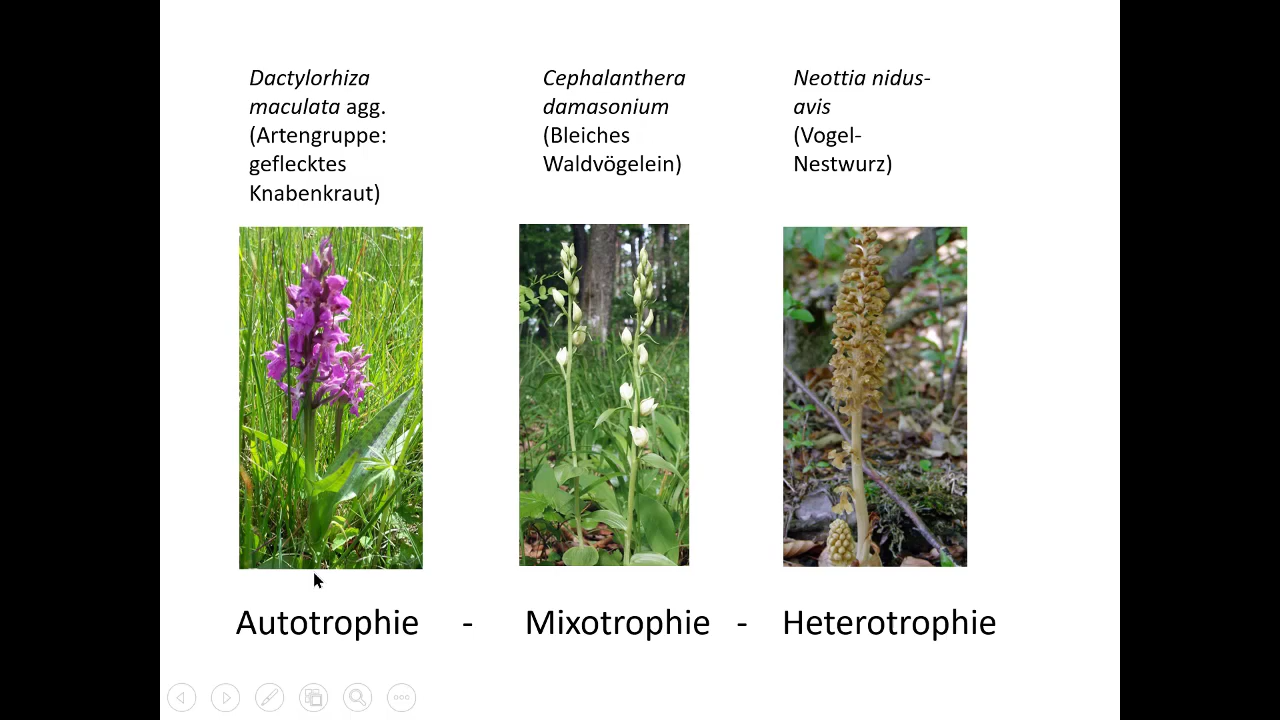 Dactylorhiza
maculata agg.
(Artengruppe:
geflecktes
Knabenkraut)
Cephalanthera
damasonium
(Bleiches
Waldvögelein)
Neottia nidus-
avis
(Vogel-
Nestwurz)
Autotrophie - Mixotrophie - Heterotrophie